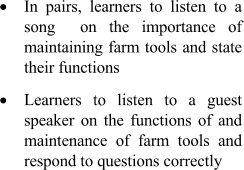 • In pairs, learners to listen to a
song on the importance of
maintaining farm tools and state
their functions
• Learners to listen to a guest
speaker on the functions of and
maintenance of farm tools and
respond to questions correctly